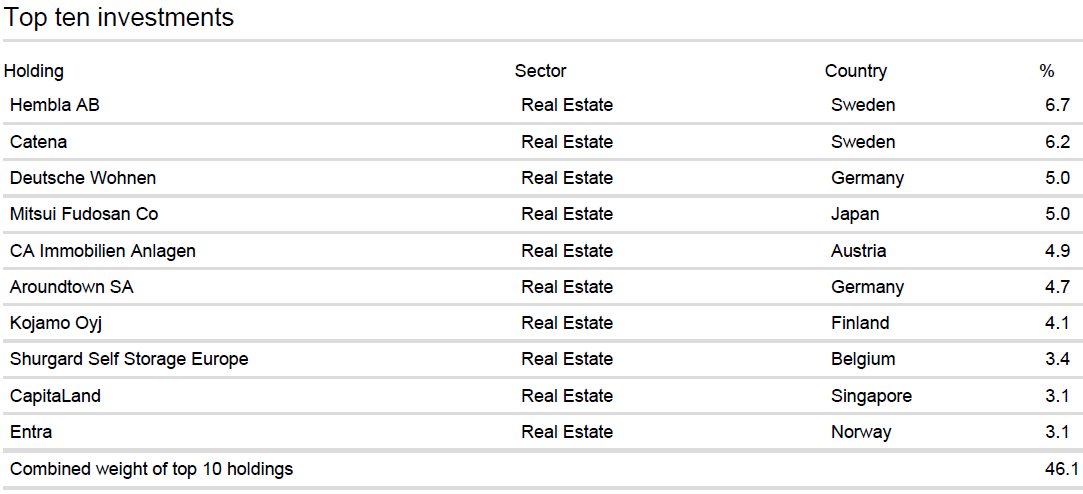 Top ten investments
Holding Sector Country %
Hembla AB Real Estate Sweden 6.7
Catena Real Estate Sweden 6.2
Deutsche Wohnen Real Estate Germany 5.0
Mitsui Fudosan Co Real Estate Japan 5.0
CA Immobilien Anlagen Real Estate Austria 4.9
Aroundtown SA Real Estate Germany 4.7
Kojamo Oyj Real Estate Finland 4.1
Shurgard Self Storage Europe Real Estate Belgium 3.4
CapitaLand Real Estate Singapore 3.1
Entra Real Estate Norway 3.1
Combined weight of top 10 holdings 46.1